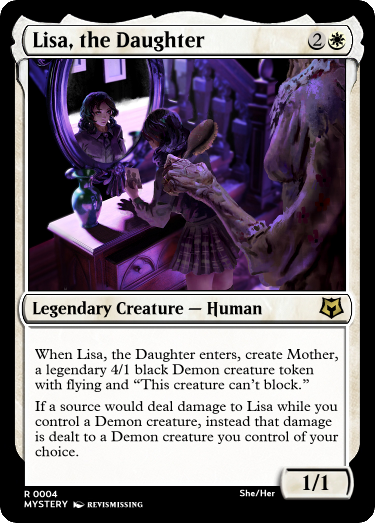 Lisa, the Daughter 2
Legendary Creature — Human
When Lisa, the Daughter enters, create Mother,
a legendary 4/1 black Demon creature token
with flying and “This creature can’t block.”
If a source would deal damage to Lisa while you
control a Demon creature, instead that damage
is dealt to a Demon creature you control of your
choice.
1/1
R 0004 She/Her
MYSTERY REVISMISSING